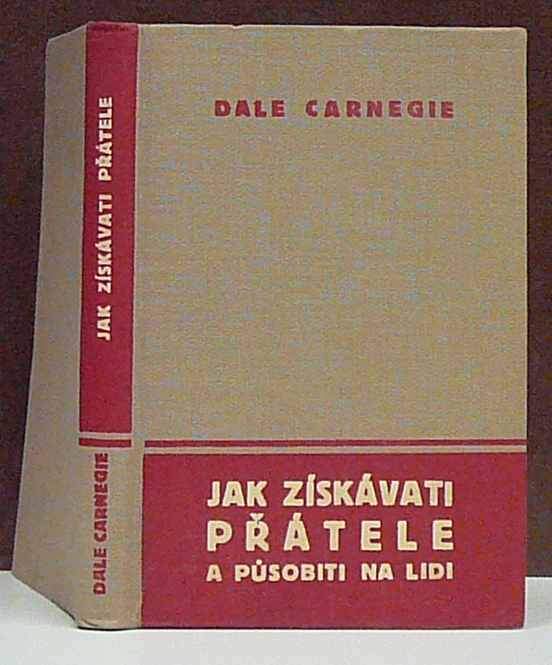 DALE CARNEGIE
JAK ZÍSKÁVATI
PŘÁTELE
A PŮSOBITI NA LIDI
JAK ZÍSKÁVATI PŘÁTELE
DALE CARNEGIE